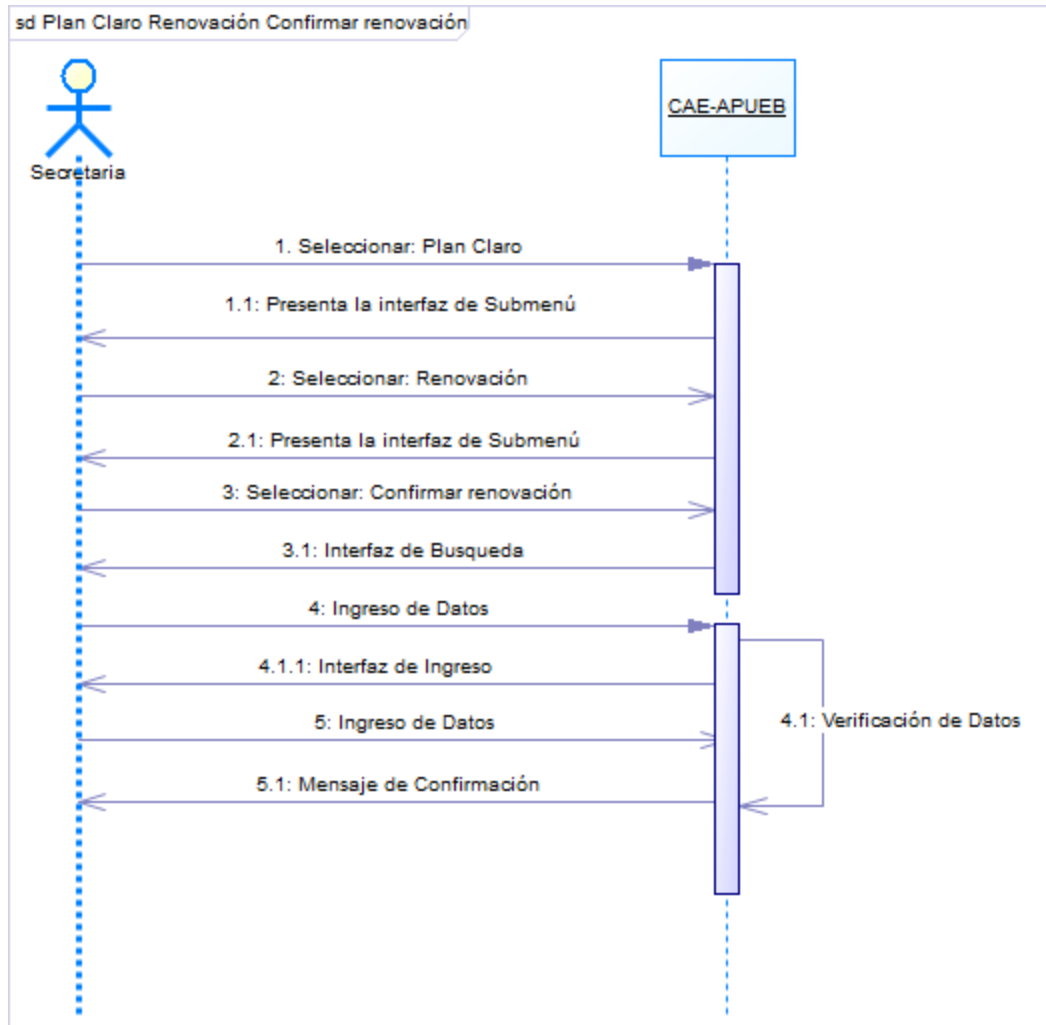 sd Plan Claro Renovación Confirmar renovación
CAE-APUEB
Secretaria
1. Seleccionar: Plan Claro
1.1: Presenta la interfaz de Submenú
2: Seleccionar: Renovación
2.1: Presenta la interfaz de Submenú
3: Seleccionar: Confirmar renovación
3.1: Interfaz de Busqueda
4: Ingreso de Datos
4.1.1: Interfaz de Ingreso
5: Ingreso de Datos
4.1: Verificación de Datos
5.1: Mensaje de Confirmación